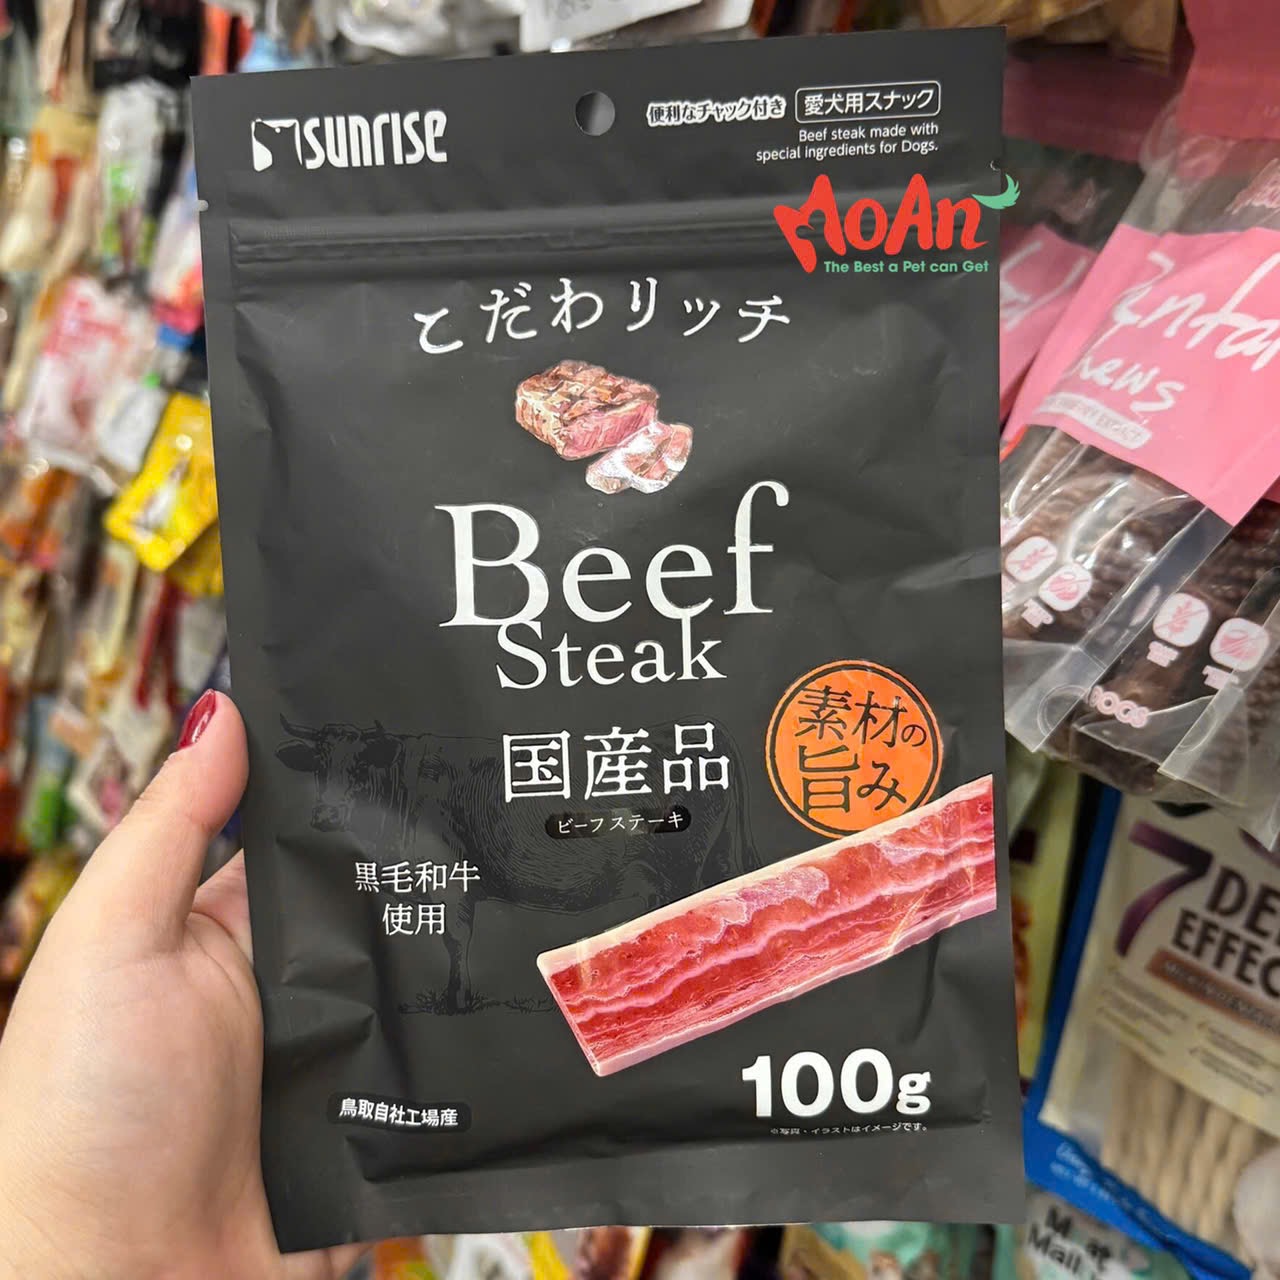 SUNRISE
便利なチャック付き
愛犬用スナック
Beef steak made with
special ingredients for Dogs.
MOAN
The Best a Pet can Get
こだわリッチ
Beef
Steak
国産品
ビーフステーキ
素材の
旨み
黒毛和牛
使用
100g
※写真・イラストはイメージです。
鳥取自社工場産
hews
100G
7 DE
EFFEC